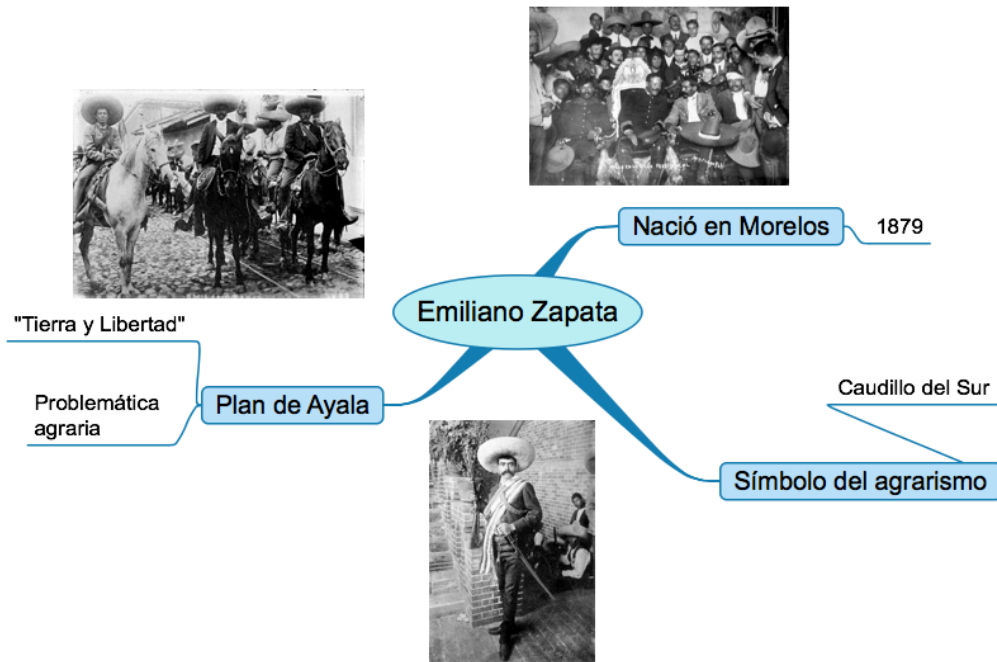 Nació en Morelos
1879
Emiliano Zapata
"Tierra y Libertad"
Problemática
agraria
Plan de Ayala
Caudillo del Sur
Símbolo del agrarismo